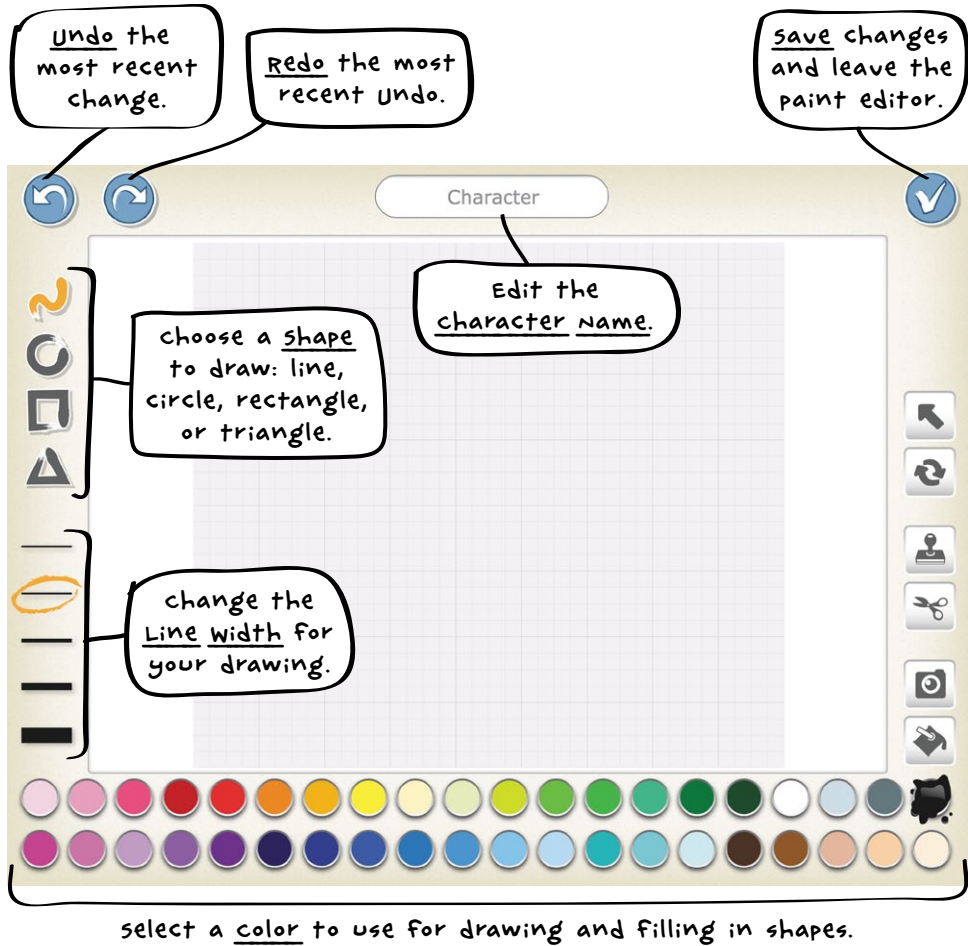 Undo the
most recent
change.
Redo the most
recent Undo.
Save changes
and leave the
paint editor.
Character
Edit the
Character Name.
Choose a Shape
to draw: line,
circle, rectangle,
or triangle.
Change the
Line Width for
your drawing.
Select a color to use for drawing and filling in shapes.